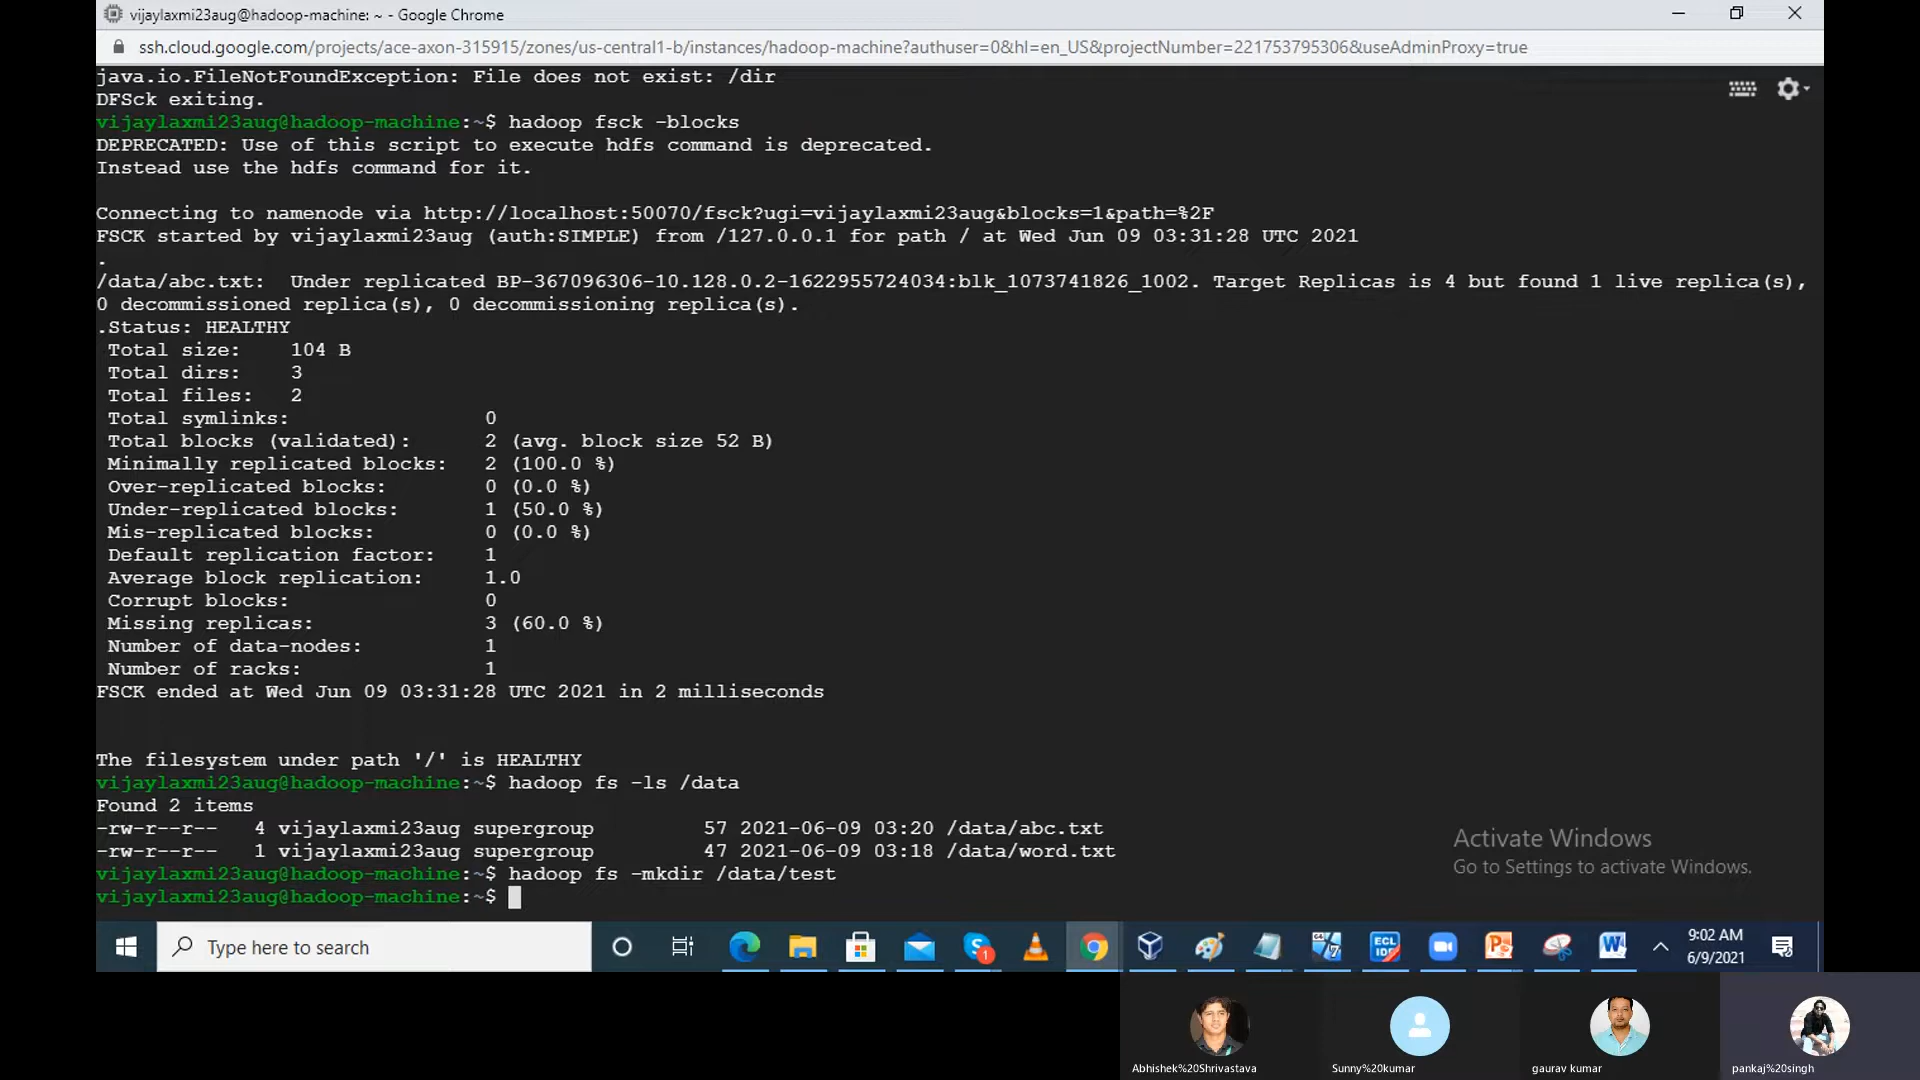 vijaylaxmi23aug@hadoop-machine: ~ - Google Chrome
ssh.cloud.google.com/projects/ace-axon-315915/zones/us-central1-b/instances/hadoop-machine?authuser=0&hl=en_US&projectNumber=221753795306&useAdminProxy=true
java.io.FileNotFoundException: File does not exist: /dir
DFSck exiting.
vijaylaxmi23aug@hadoop-machine:~$ hadoop fsck -blocks
DEPRECATED: Use of this script to execute hdfs command is deprecated.
Instead use the hdfs command for it.
Connecting to namenode via http://localhost:50070/fsck?ugi=vijaylaxmi23aug&blocks=1&path=%2F
FSCK started by vijaylaxmi23aug (auth:SIMPLE) from /127.0.0.1 for path / at Wed Jun 09 03:31:28 UTC 2021
.
/data/abc.txt:  Under replicated BP-367096306-10.128.0.2-1622955724034:blk_1073741826_1002. Target Replicas is 4 but found 1 live replica(s),
0 decommissioned replica(s), 0 decommissioning replica(s).
.Status: HEALTHY
Total size:    104 B
Total dirs:    3
Total files:   2
Total symlinks:                0
Total blocks (validated):      2 (avg. block size 52 B)
Minimally replicated blocks:   2 (100.0 %)
Over-replicated blocks:        0 (0.0 %)
Under-replicated blocks:       1 (50.0 %)
Mis-replicated blocks:         0 (0.0 %)
Default replication factor:    1
Average block replication:     1.0
Corrupt blocks:                0
Missing replicas:              3 (60.0 %)
Number of data-nodes:          1
Number of racks:               1
FSCK ended at Wed Jun 09 03:31:28 UTC 2021 in 2 milliseconds
The filesystem under path '/' is HEALTHY
vijaylaxmi23aug@hadoop-machine:~$ hadoop fs -ls /data
Found 2 items
-rw-r--r--   4 vijaylaxmi23aug supergroup         57 2021-06-09 03:20 /data/abc.txt
-rw-r--r--   1 vijaylaxmi23aug supergroup         47 2021-06-09 03:18 /data/word.txt
vijaylaxmi23aug@hadoop-machine:~$ hadoop fs -mkdir /data/test
vijaylaxmi23aug@hadoop-machine:~$
Activate Windows
Go to Settings to activate Windows.
Type here to search
1
ECL
IDE
9:02 AM
6/9/2021
Abhishek%20Shrivastava
Sunny%20kumar
gaurav kumar
pankaj%20singh